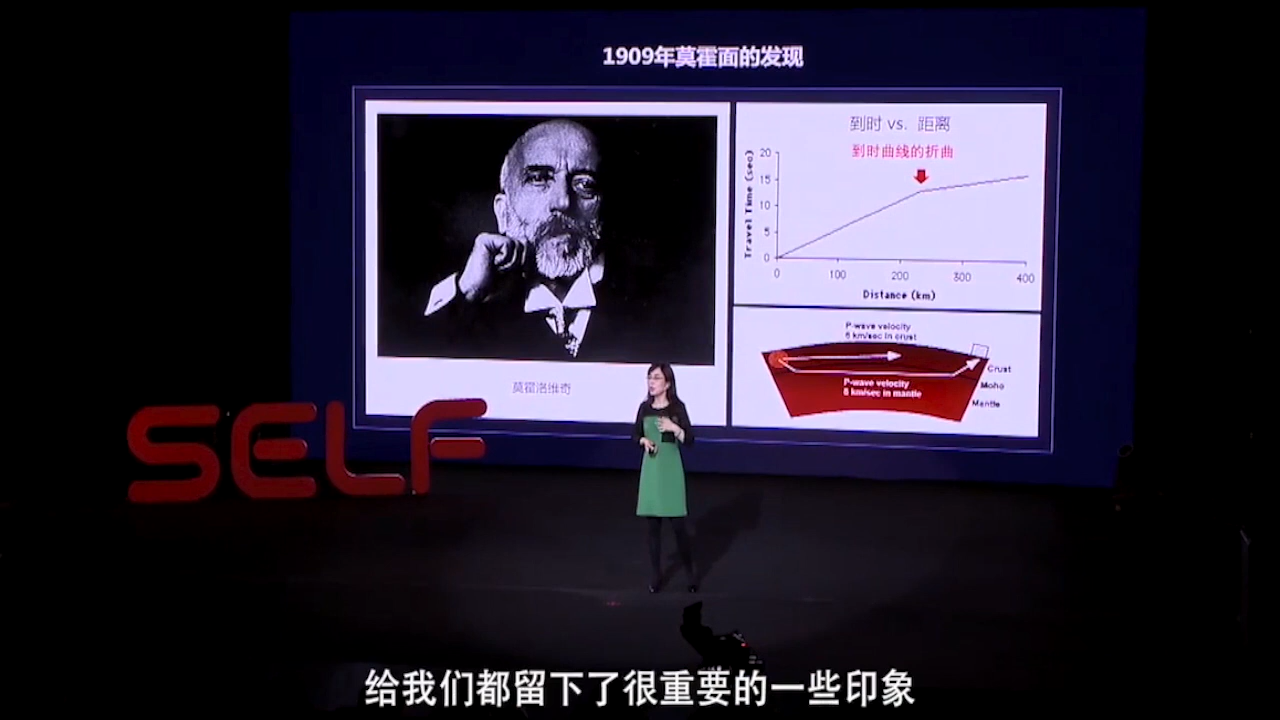 1909年莫霍面的发现
莫霍洛维奇
到时 vs. 距离
到时曲线的折曲
Travel Time (sec)
20
15
10
5
0
0 100 200 300 400
Distance (km)
P-wave velocity
6 km/sec in crust
Crust
P-wave velocity
8 km/sec in mantle
Moho
Mantle
SELF
给我们都留下了很重要的一些印象